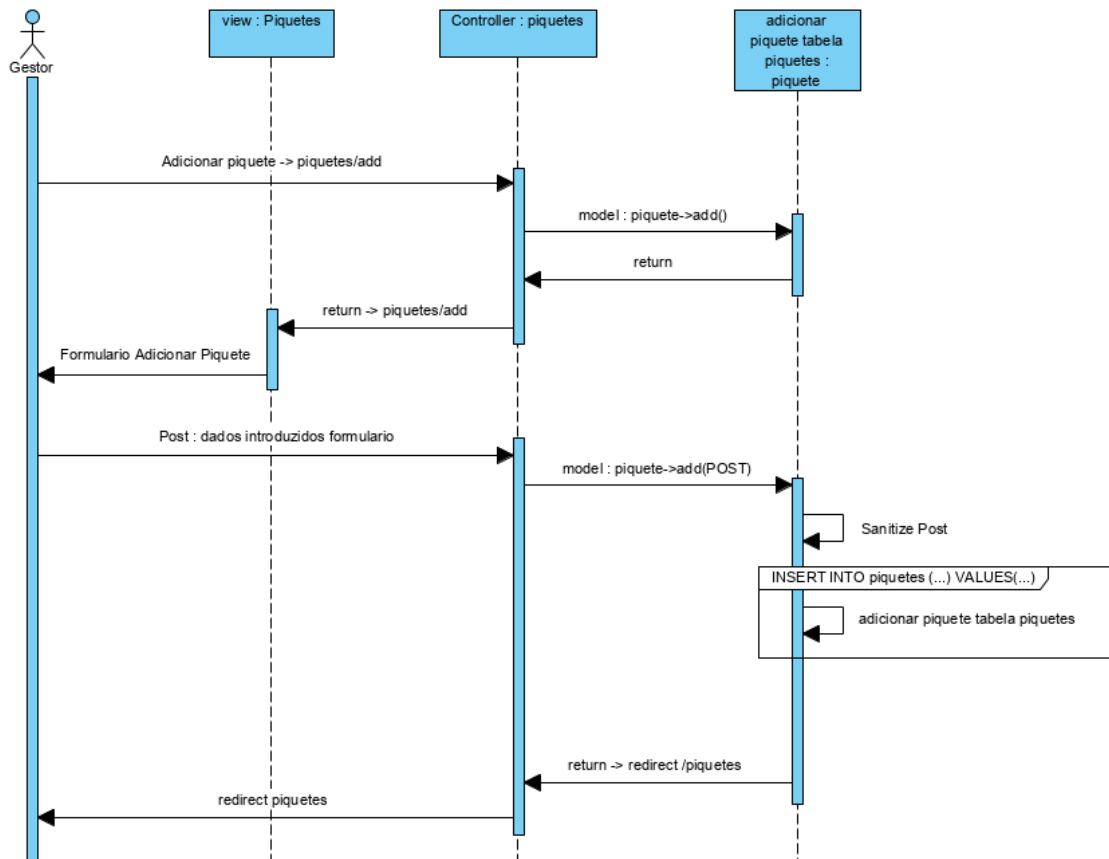 Gestor
view : Piquetes
Controller : piquetes
adicionar
piquete tabela
piquetes :
piquete
Adicionar piquete -> piquetes/add
model : piquete->add()
return
return -> piquetes/add
Formulario Adicionar Piquete
Post : dados introduzidos formulario
model : piquete->add(POST)
Sanitize Post
INSERT INTO piquetes (...) VALUES(...)
adicionar piquete tabela piquetes
return -> redirect /piquetes
redirect piquetes